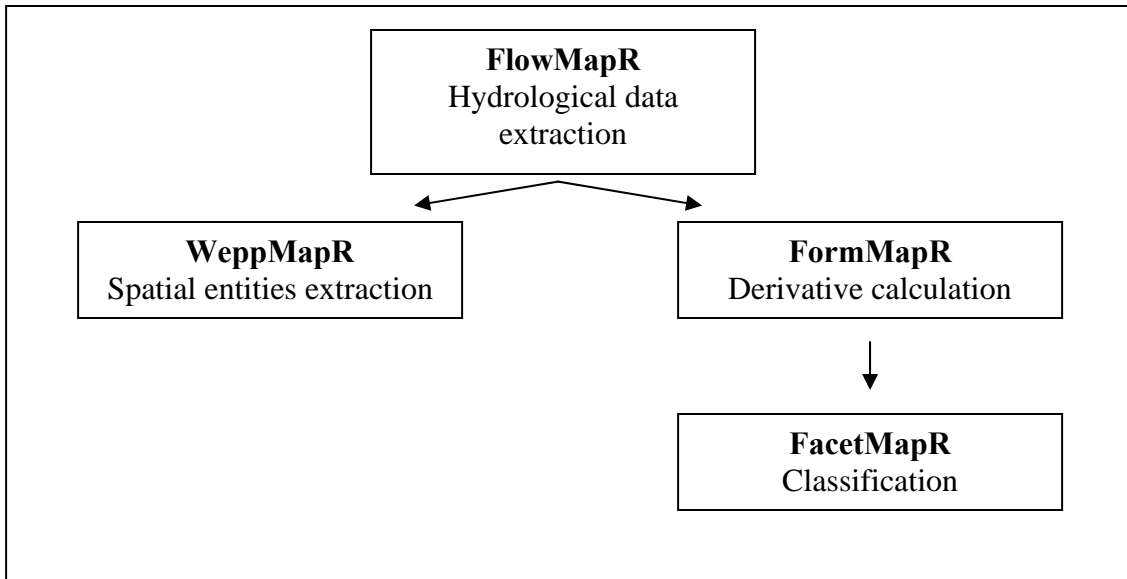 FlowMapR
Hydrological data
extraction
WeppMapR
Spatial entities extraction
FormMapR
Derivative calculation
FacetMapR
Classification